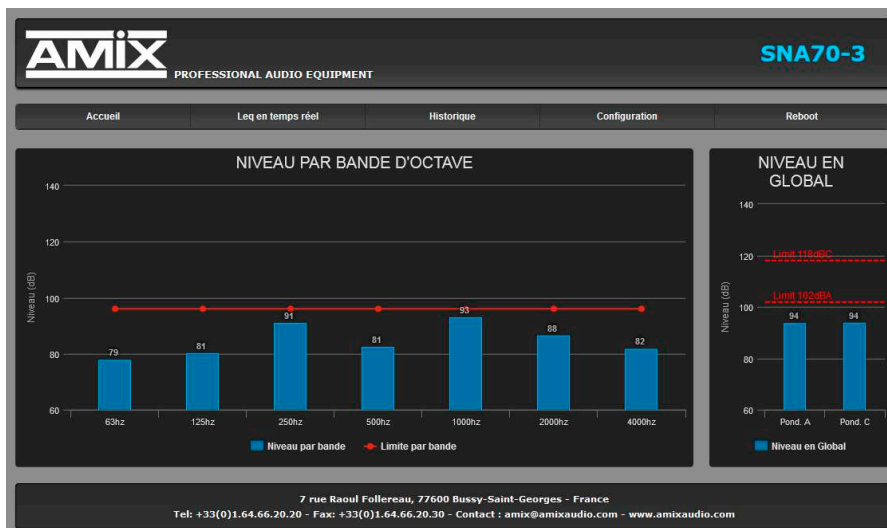 AMIX
PROFESSIONAL AUDIO EQUIPMENT
SNA70-3
Accueil
Leq en temps réel
Historique
Configuration
Reboot
NIVEAU PAR BANDE D'OCTAVE
Niveau (dB)
140
120
100
80
60
79
81
91
81
93
88
82
63hz
125hz
250hz
500hz
1000hz
2000hz
4000hz
Niveau par bande
Limite par bande
NIVEAU EN
GLOBAL
Niveau (dB)
140
120
100
80
60
Limit 118dBC
Limit 102dBA
94
94
Pond. A
Pond. C
Niveau en Global
7 rue Raoul Follereau, 77600 Bussy-Saint-Georges - France
Tel: +33(0)1.64.66.20.20 - Fax: +33(0)1.64.66.20.30 - Contact : amix@amixaudio.com - www.amixaudio.com